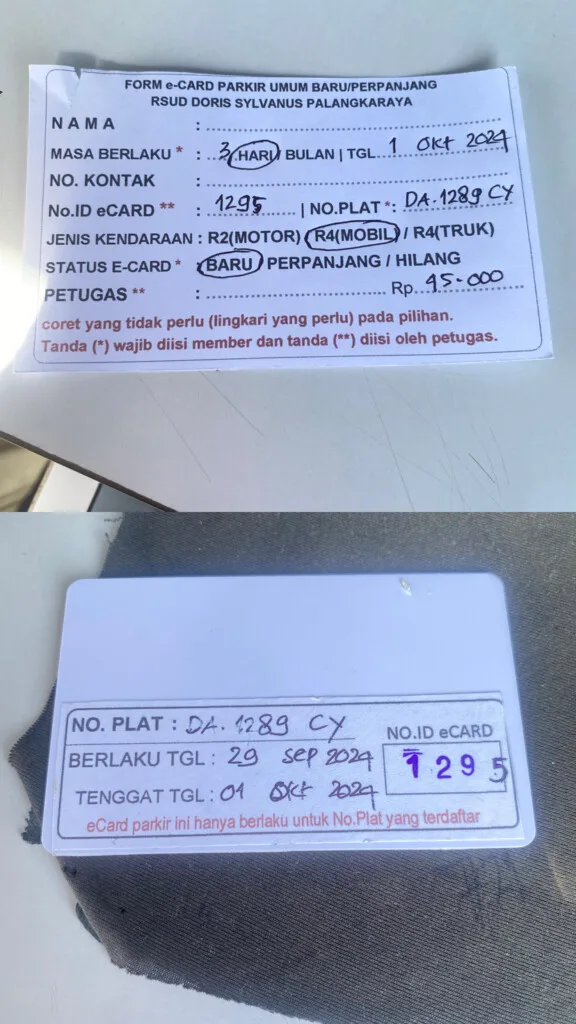 FORM e-CARD PARKIR UMUM BARU/PERPANJANG
RSUD DORIS SYLVANUS PALANGKARAYA
NAMA :
MASA BERLAKU * : 3 HARI BULAN | TGL. 1 Okt 2024
NO. KONTAK :
No.ID eCARD ** : 1295 | NO.PLAT *: DA.1289 CY
JENIS KENDARAAN : R2(MOTOR) R4(MOBIL) / R4(TRUK)
STATUS E-CARD * : BARU PERPANJANG / HILANG
PETUGAS ** : Rp. 45.000
coret yang tidak perlu (lingkari yang perlu) pada pilihan.
Tanda (*) wajib diisi member dan tanda (**) diisi oleh petugas.
NO. PLAT : DA. 1289 CY
NO.ID eCARD
BERLAKU TGL : 29 Sep 2024
1295
TENGGAT TGL : 01 Okt 2024
eCard parkir ini hanya berlaku untuk No.Plat yang terdaftar